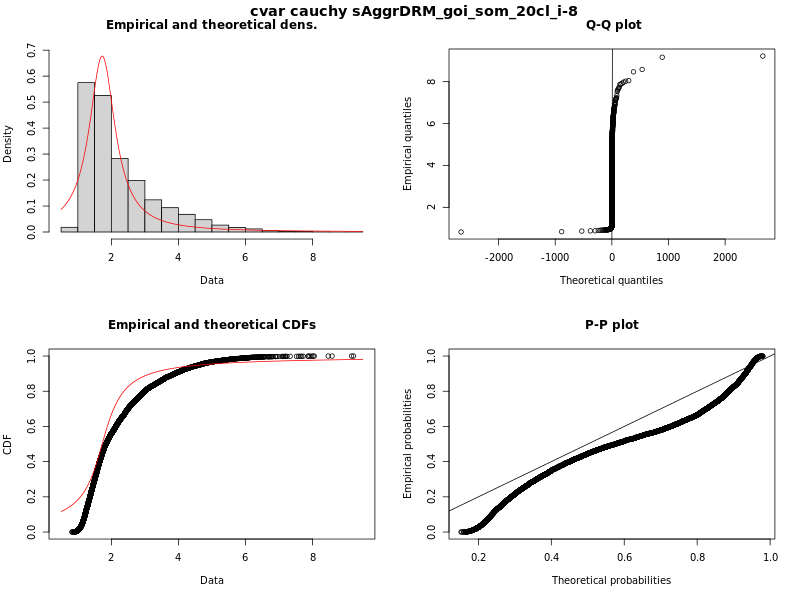 cvar cauchy sAggrDRM_goi_som_20cl_i-8
Empirical and theoretical dens.
Density
0.0 0.1 0.2 0.3 0.4 0.5 0.6 0.7
2 4 6 8
Data
Q-Q plot
Empirical quantiles
2 4 6 8
-2000 -1000 0 1000 2000
Theoretical quantiles
Empirical and theoretical CDFs
CDF
0.0 0.2 0.4 0.6 0.8 1.0
2 4 6 8
Data
P-P plot
Empirical probabilities
0.0 0.2 0.4 0.6 0.8 1.0
0.2 0.4 0.6 0.8 1.0
Theoretical probabilities